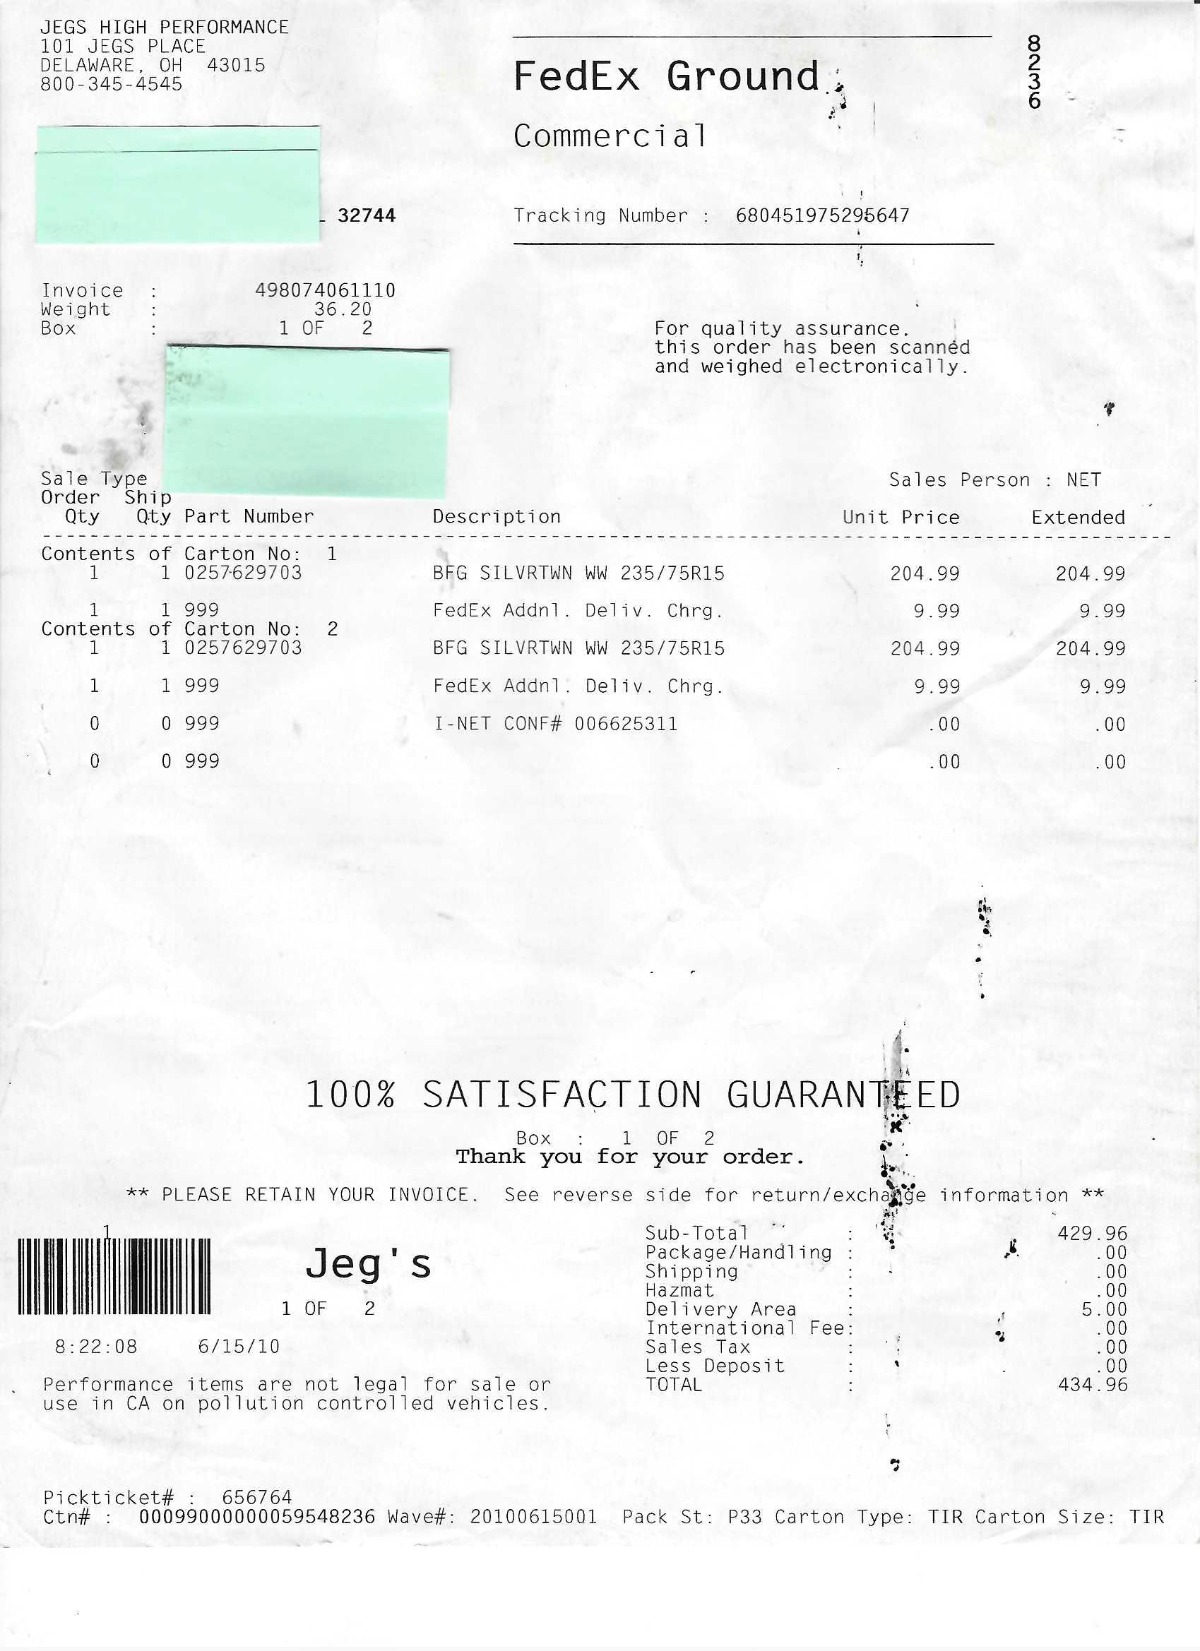 JEGS HIGH PERFORMANCE
101 JEGS PLACE
DELAWARE, OH 43015
800-345-4545
32744
FedEx Ground
Commercial
Tracking Number : 680451975295647
8236
Invoice : 498074061110
Weight : 36.20
Box : 1 OF 2
For quality assurance.
this order has been scanned
and weighed electronically.
Sale Type
Sales Person : NET
Order Ship
Qty Qty Part Number Description Unit Price Extended
Contents of Carton No: 1
1 1 0257629703 BFG SILVRTWN WW 235/75R15 204.99 204.99
1 1 999 FedEx Addnl. Deliv. Chrg. 9.99 9.99
Contents of Carton No: 2
1 1 0257629703 BFG SILVRTWN WW 235/75R15 204.99 204.99
1 1 999 FedEx Addnl. Deliv. Chrg. 9.99 9.99
0 0 999 I-NET CONF# 006625311 .00 .00
0 0 999 .00 .00
100% SATISFACTION GUARANTEED
Box : 1 OF 2
Thank you for your order.
** PLEASE RETAIN YOUR INVOICE. See reverse side for return/exchange information **
1
Jeg's
1 OF 2
8:22:08 6/15/10
Performance items are not legal for sale or
use in CA on pollution controlled vehicles.
Sub-Total : 429.96
Package/Handling : .00
Shipping : .00
Hazmat : .00
Delivery Area : 5.00
International Fee: .00
Sales Tax : .00
Less Deposit : .00
TOTAL : 434.96
Pickticket# : 656764
Ctn# : 00099000000059548236 Wave#: 20100615001 Pack St: P33 Carton Type: TIR Carton Size: TIR